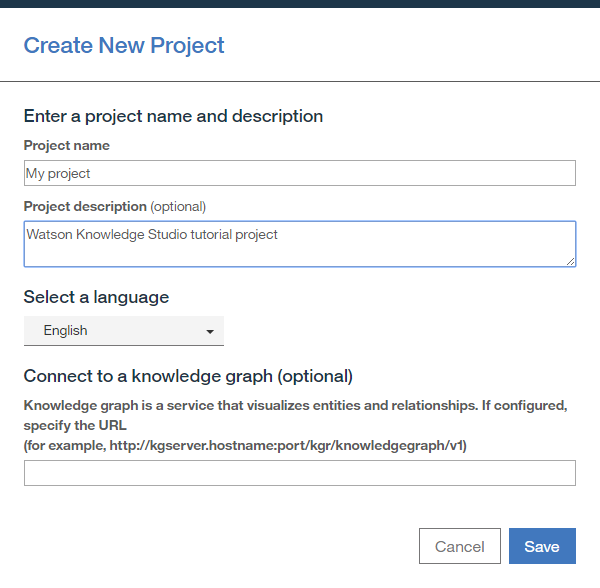 Create New Project
Enter a project name and description
Project name
My project
Project description (optional)
Watson Knowledge Studio tutorial project
Select a language
English
Connect to a knowledge graph (optional)
Knowledge graph is a service that visualizes entities and relationships. If configured,
specify the URL
(for example, http://kgserver.hostname:port/kgr/knowledgegraph/v1)
Cancel Save